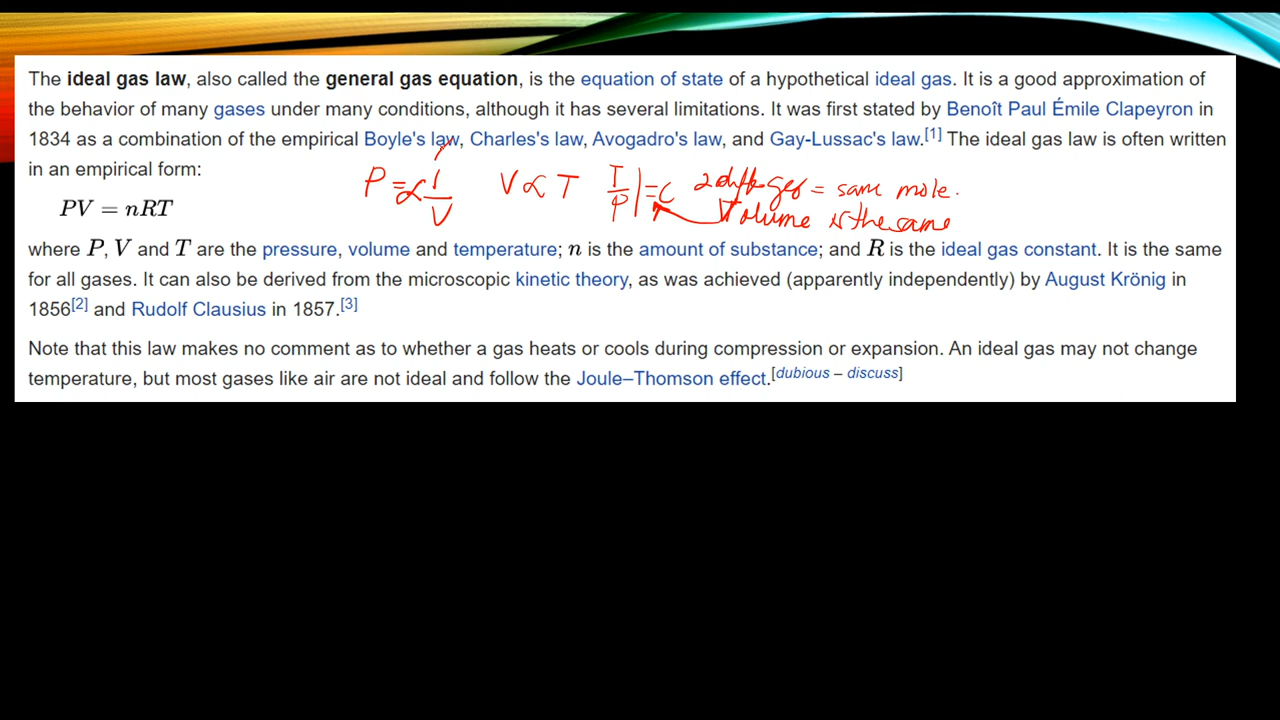 The ideal gas law, also called the general gas equation, is the equation of state of a hypothetical ideal gas. It is a good approximation of
the behavior of many gases under many conditions, although it has several limitations. It was first stated by Benoît Paul Émile Clapeyron in
1834 as a combination of the empirical Boyle's law, Charles's law, Avogadro's law, and Gay-Lussac's law.[1] The ideal gas law is often written
in an empirical form:
P ∝ 1/V V ∝ T T/P = C 2 diff gas = same mole.
Volume is the same
PV = nRT
where P, V and T are the pressure, volume and temperature; n is the amount of substance; and R is the ideal gas constant. It is the same
for all gases. It can also be derived from the microscopic kinetic theory, as was achieved (apparently independently) by August Krönig in
1856[2] and Rudolf Clausius in 1857.[3]
Note that this law makes no comment as to whether a gas heats or cools during compression or expansion. An ideal gas may not change
temperature, but most gases like air are not ideal and follow the Joule–Thomson effect.[dubious – discuss]